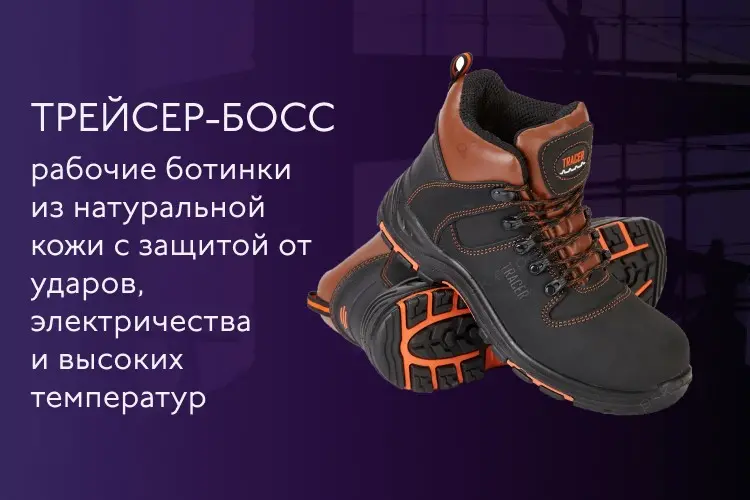 ТРЕЙСЕР-БОСС
рабочие ботинки
из натуральной
кожи с защитой от
ударов,
электричества
и высоких
температур
TRACER
TRACER